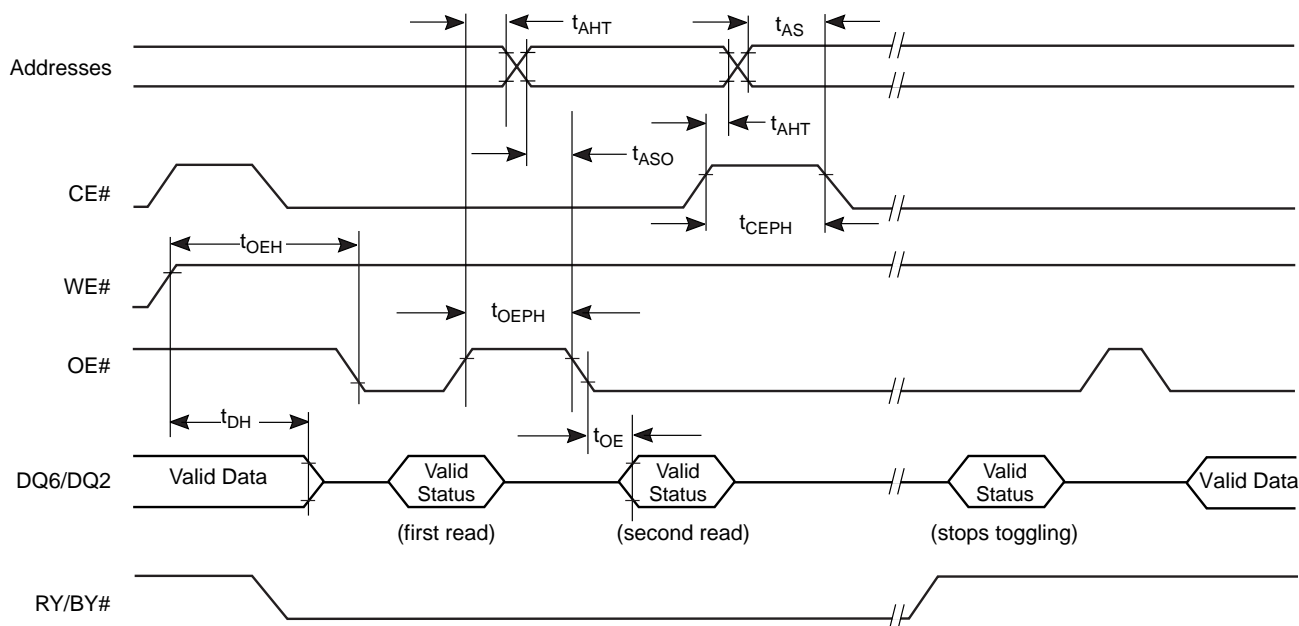 tAHT
tAS
Addresses
tAHT
tASO
CE#
tCEPH
tOEH
WE#
tOEPH
OE#
tDH
tOE
DQ6/DQ2
Valid Data
Valid
Status
Valid
Status
Valid
Status
Valid Data
(first read)
(second read)
(stops toggling)
RY/BY#